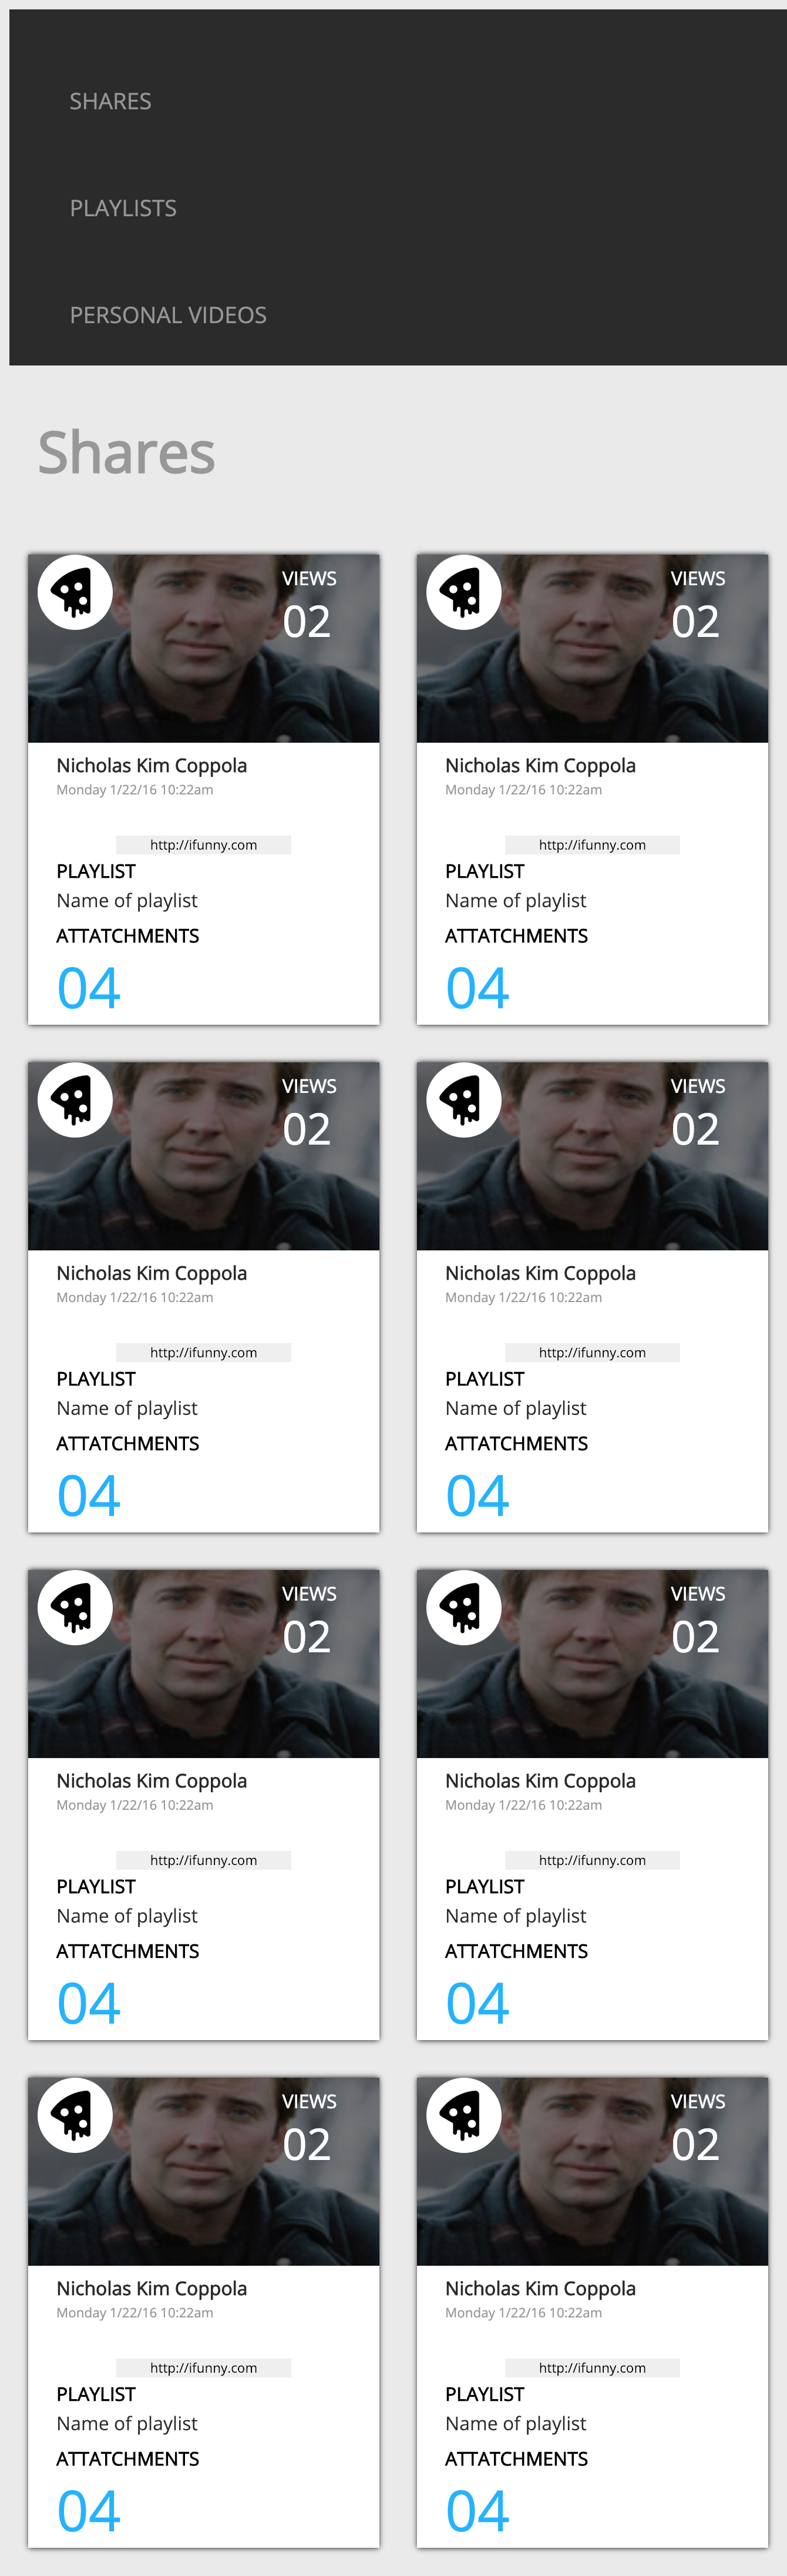 SHARES
PLAYLISTS
PERSONAL VIDEOS
Shares
VIEWS
02
Nicholas Kim Coppola
Monday 1/22/16 10:22am
http://ifunny.com
PLAYLIST
Name of playlist
ATTATCHMENTS
04
VIEWS
02
Nicholas Kim Coppola
Monday 1/22/16 10:22am
http://ifunny.com
PLAYLIST
Name of playlist
ATTATCHMENTS
04
VIEWS
02
Nicholas Kim Coppola
Monday 1/22/16 10:22am
http://ifunny.com
PLAYLIST
Name of playlist
ATTATCHMENTS
04
VIEWS
02
Nicholas Kim Coppola
Monday 1/22/16 10:22am
http://ifunny.com
PLAYLIST
Name of playlist
ATTATCHMENTS
04
VIEWS
02
Nicholas Kim Coppola
Monday 1/22/16 10:22am
http://ifunny.com
PLAYLIST
Name of playlist
ATTATCHMENTS
04
VIEWS
02
Nicholas Kim Coppola
Monday 1/22/16 10:22am
http://ifunny.com
PLAYLIST
Name of playlist
ATTATCHMENTS
04
VIEWS
02
Nicholas Kim Coppola
Monday 1/22/16 10:22am
http://ifunny.com
PLAYLIST
Name of playlist
ATTATCHMENTS
04
VIEWS
02
Nicholas Kim Coppola
Monday 1/22/16 10:22am
http://ifunny.com
PLAYLIST
Name of playlist
ATTATCHMENTS
04